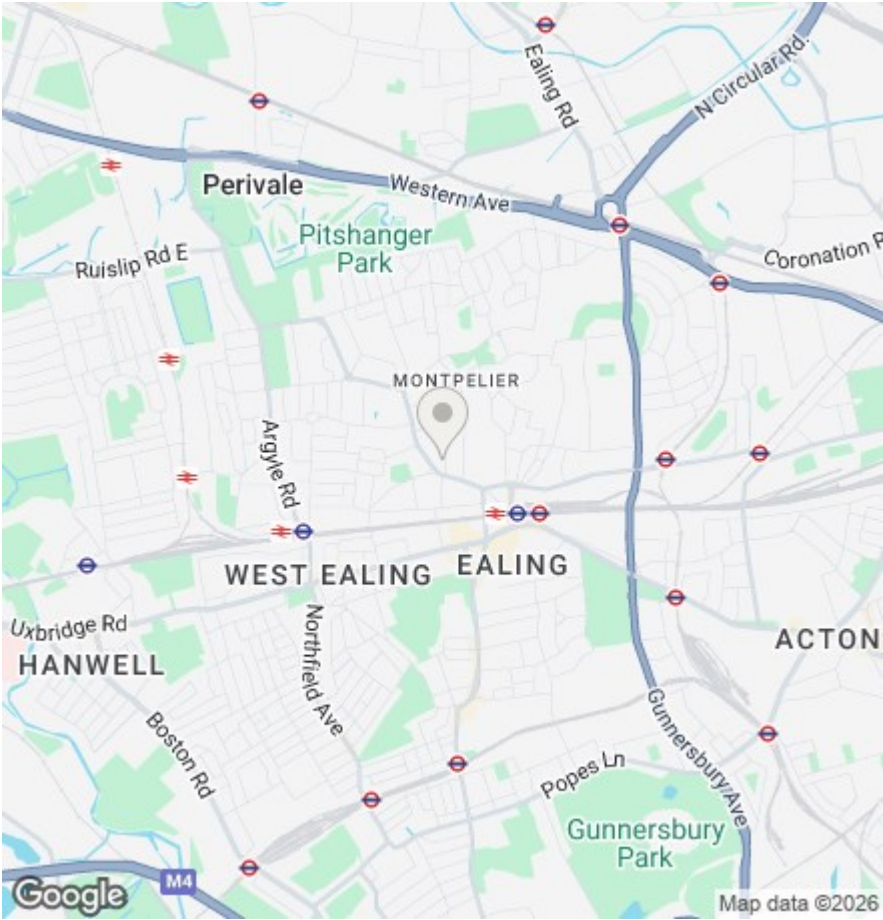 Ealing Rd
N Circular Rd.
Perivale
Western Ave
Pitshanger
Park
Ruislip Rd E
Coronation R
MONTPELIER
Argyle Rd
WEST EALING
EALING
Uxbridge Rd
HANWELL
Northfield Ave
ACTON
Boston Rd
Gunnersbury Ave
Popes Ln
Gunnersbury
Park
M4
Google
Map data ©2026